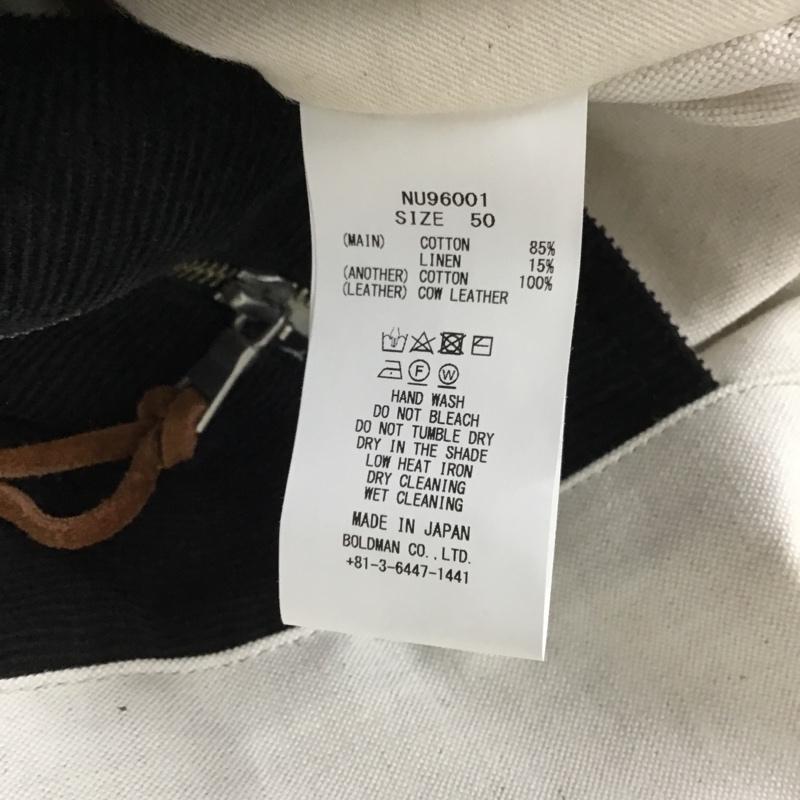 NU96001
SIZE 50
(MAIN) COTTON 85%
LINEN 15%
(ANOTHER) COTTON 100%
(LEATHER) COW LEATHER
F W
HAND WASH
DO NOT BLEACH
DO NOT TUMBLE DRY
DRY IN THE SHADE
LOW HEAT IRON
DRY CLEANING
WET CLEANING
MADE IN JAPAN
BOLDMAN CO.,LTD.
+81-3-6447-1441